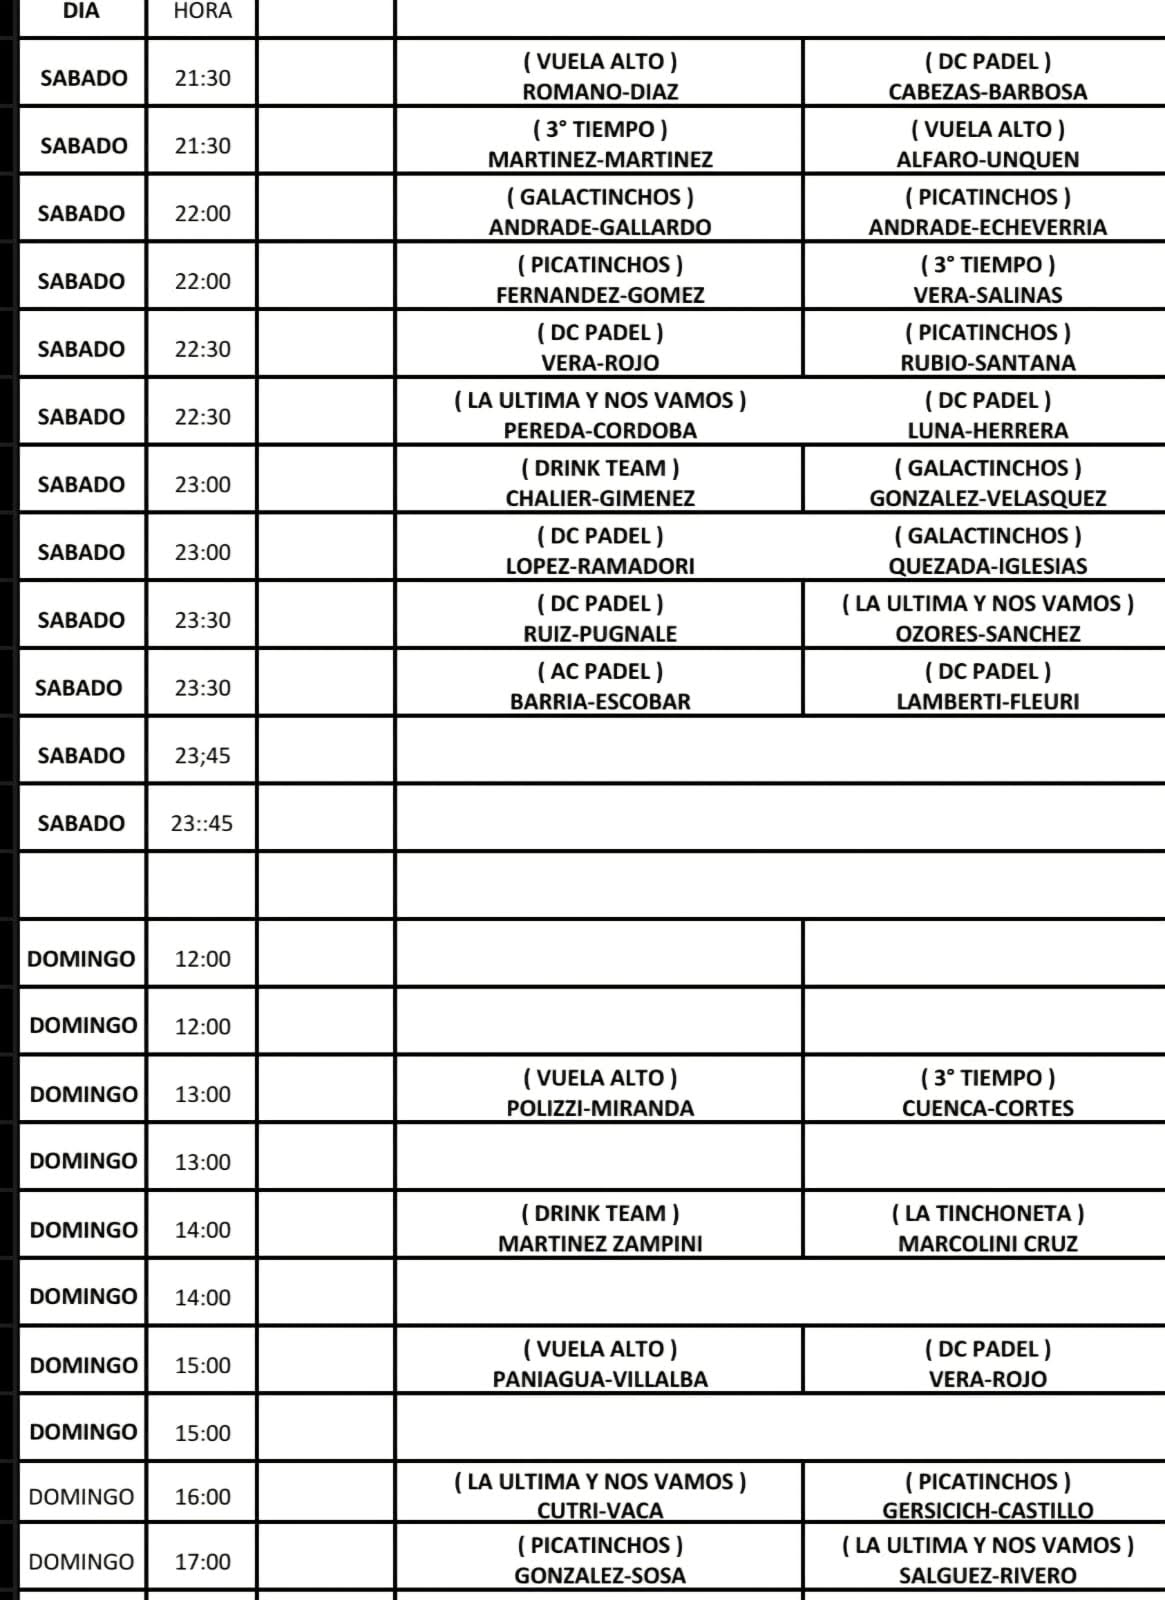 DIA HORA
SABADO 21:30 ( VUELA ALTO ) ( DC PADEL )
ROMANO-DIAZ CABEZAS-BARBOSA
SABADO 21:30 ( 3° TIEMPO ) ( VUELA ALTO )
MARTINEZ-MARTINEZ ALFARO-UNQUEN
SABADO 22:00 ( GALACTINCHOS ) ( PICATINCHOS )
ANDRADE-GALLARDO ANDRADE-ECHEVERRIA
SABADO 22:00 ( PICATINCHOS ) ( 3° TIEMPO )
FERNANDEZ-GOMEZ VERA-SALINAS
SABADO 22:30 ( DC PADEL ) ( PICATINCHOS )
VERA-ROJO RUBIO-SANTANA
SABADO 22:30 ( LA ULTIMA Y NOS VAMOS ) ( DC PADEL )
PEREDA-CORDOBA LUNA-HERRERA
SABADO 23:00 ( DRINK TEAM ) ( GALACTINCHOS )
CHALIER-GIMENEZ GONZALEZ-VELASQUEZ
SABADO 23:00 ( DC PADEL ) ( GALACTINCHOS )
LOPEZ-RAMADORI QUEZADA-IGLESIAS
SABADO 23:30 ( DC PADEL ) ( LA ULTIMA Y NOS VAMOS )
RUIZ-PUGNALE OZORES-SANCHEZ
SABADO 23:30 ( AC PADEL ) ( DC PADEL )
BARRIA-ESCOBAR LAMBERTI-FLEURI
SABADO 23;45
SABADO 23::45
DOMINGO 12:00
DOMINGO 12:00
DOMINGO 13:00 ( VUELA ALTO ) ( 3° TIEMPO )
POLIZZI-MIRANDA CUENCA-CORTES
DOMINGO 13:00
DOMINGO 14:00 ( DRINK TEAM ) ( LA TINCHONETA )
MARTINEZ ZAMPINI MARCOLINI CRUZ
DOMINGO 14:00
DOMINGO 15:00 ( VUELA ALTO ) ( DC PADEL )
PANIAGUA-VILLALBA VERA-ROJO
DOMINGO 15:00
DOMINGO 16:00 ( LA ULTIMA Y NOS VAMOS ) ( PICATINCHOS )
CUTRI-VACA GERSICICH-CASTILLO
DOMINGO 17:00 ( PICATINCHOS ) ( LA ULTIMA Y NOS VAMOS )
GONZALEZ-SOSA SALGUEZ-RIVERO